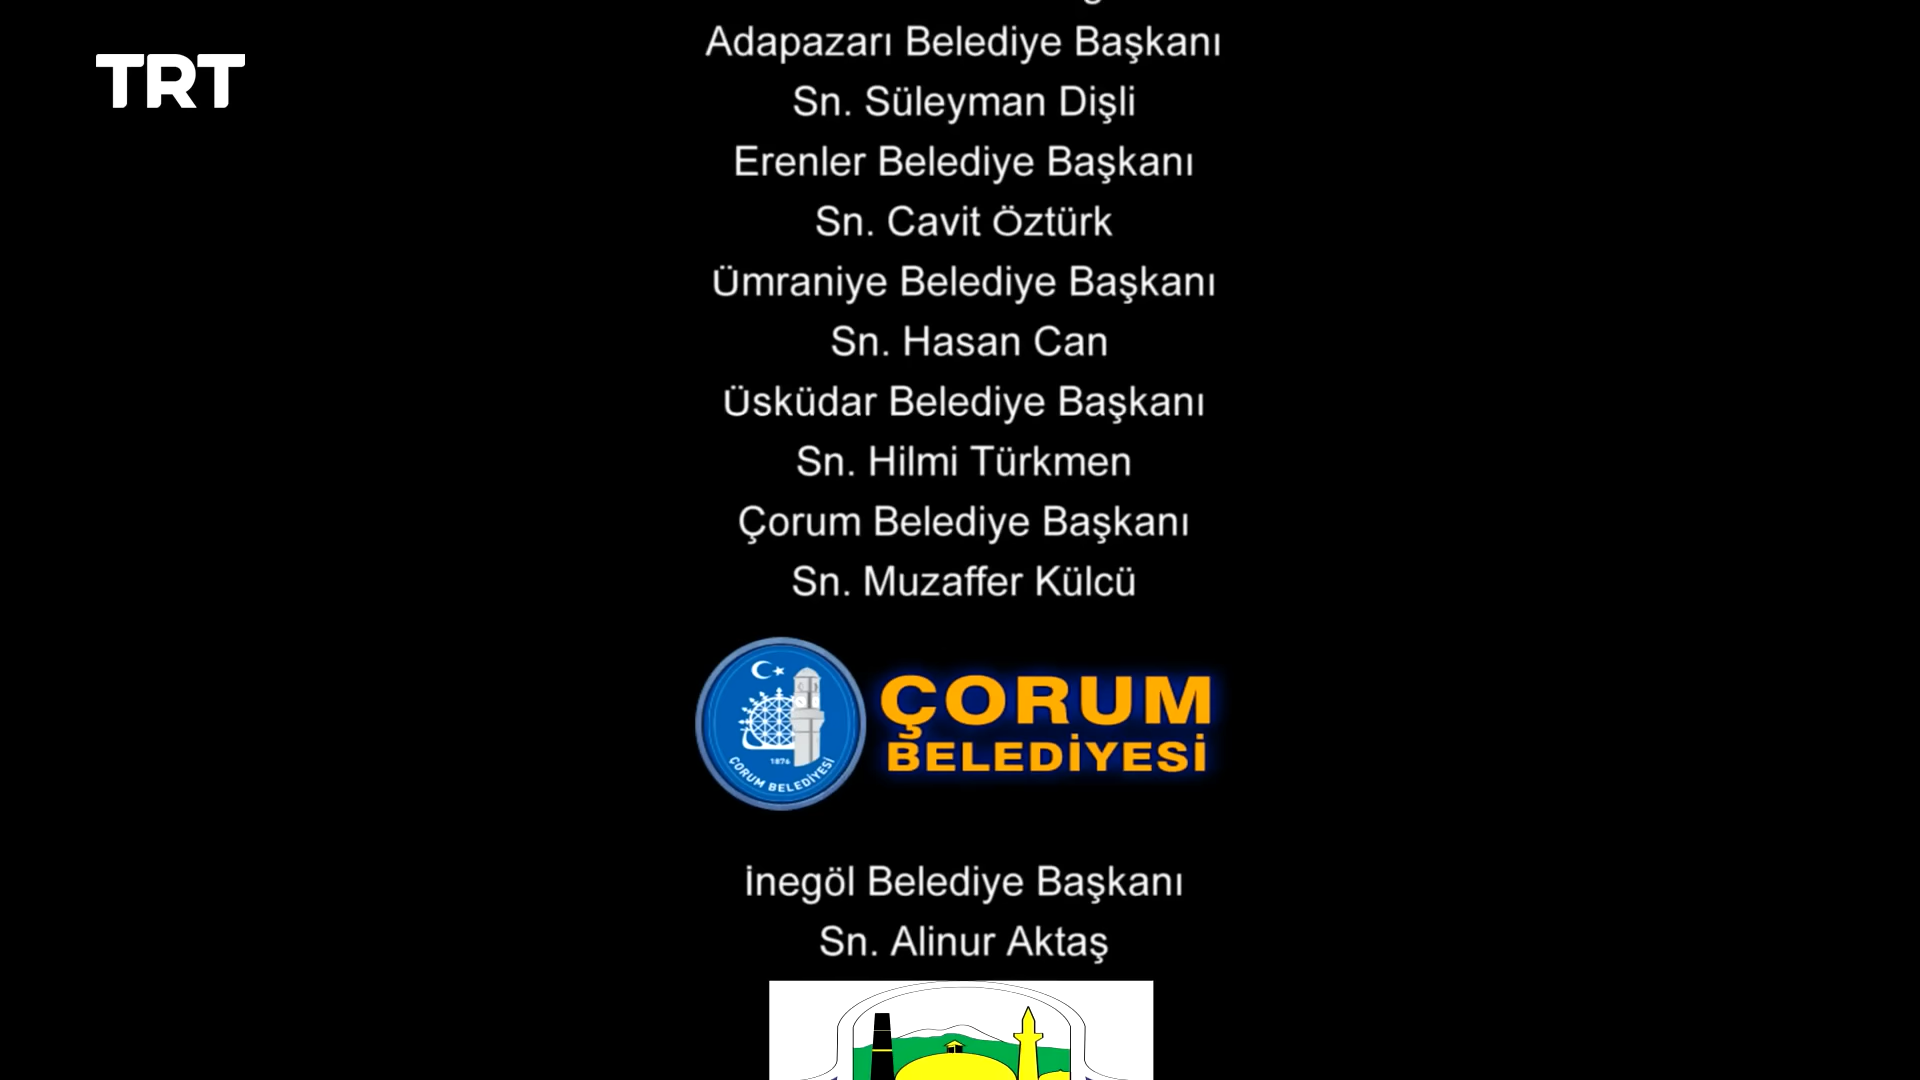 TRT
Adapazarı Belediye Başkanı
Sn. Süleyman Dişli
Erenler Belediye Başkanı
Sn. Cavit Öztürk
Ümraniye Belediye Başkanı
Sn. Hasan Can
Üsküdar Belediye Başkanı
Sn. Hilmi Türkmen
Çorum Belediye Başkanı
Sn. Muzaffer Külcü
1874
ÇORUM BELEDİYESİ
ÇORUM
BELEDİYESİ
İnegöl Belediye Başkanı
Sn. Alinur Aktaş